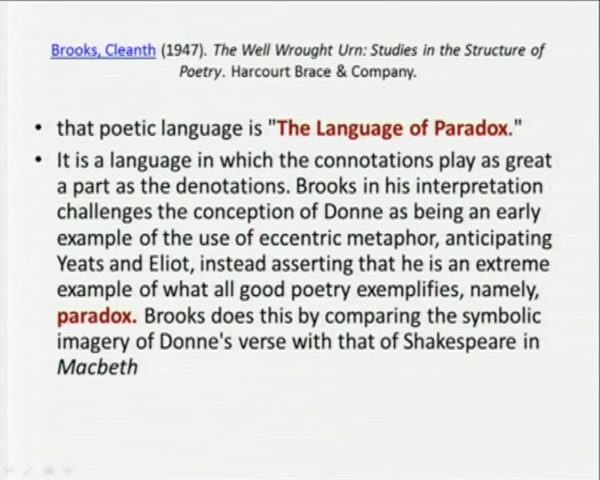 Brooks, Cleanth (1947). The Well Wrought Urn: Studies in the Structure of
Poetry. Harcourt Brace & Company.
• that poetic language is "The Language of Paradox."
• It is a language in which the connotations play as great
a part as the denotations. Brooks in his interpretation
challenges the conception of Donne as being an early
example of the use of eccentric metaphor, anticipating
Yeats and Eliot, instead asserting that he is an extreme
example of what all good poetry exemplifies, namely,
paradox. Brooks does this by comparing the symbolic
imagery of Donne's verse with that of Shakespeare in
Macbeth